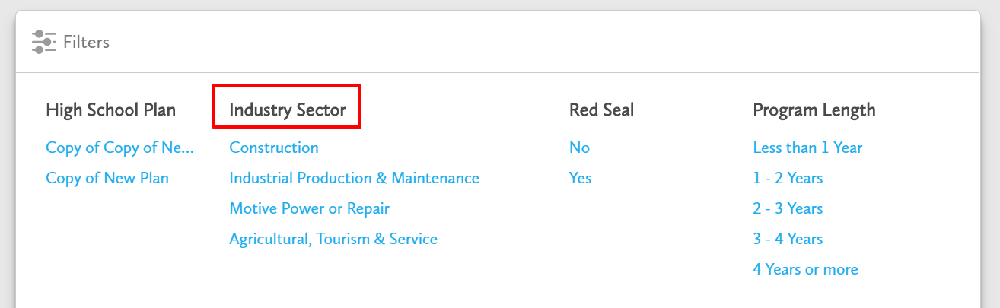 Filters
High School Plan
Copy of Copy of Ne...
Copy of New Plan
Industry Sector
Construction
Industrial Production & Maintenance
Motive Power or Repair
Agricultural, Tourism & Service
Red Seal
No
Yes
Program Length
Less than 1 Year
1 - 2 Years
2 - 3 Years
3 - 4 Years
4 Years or more